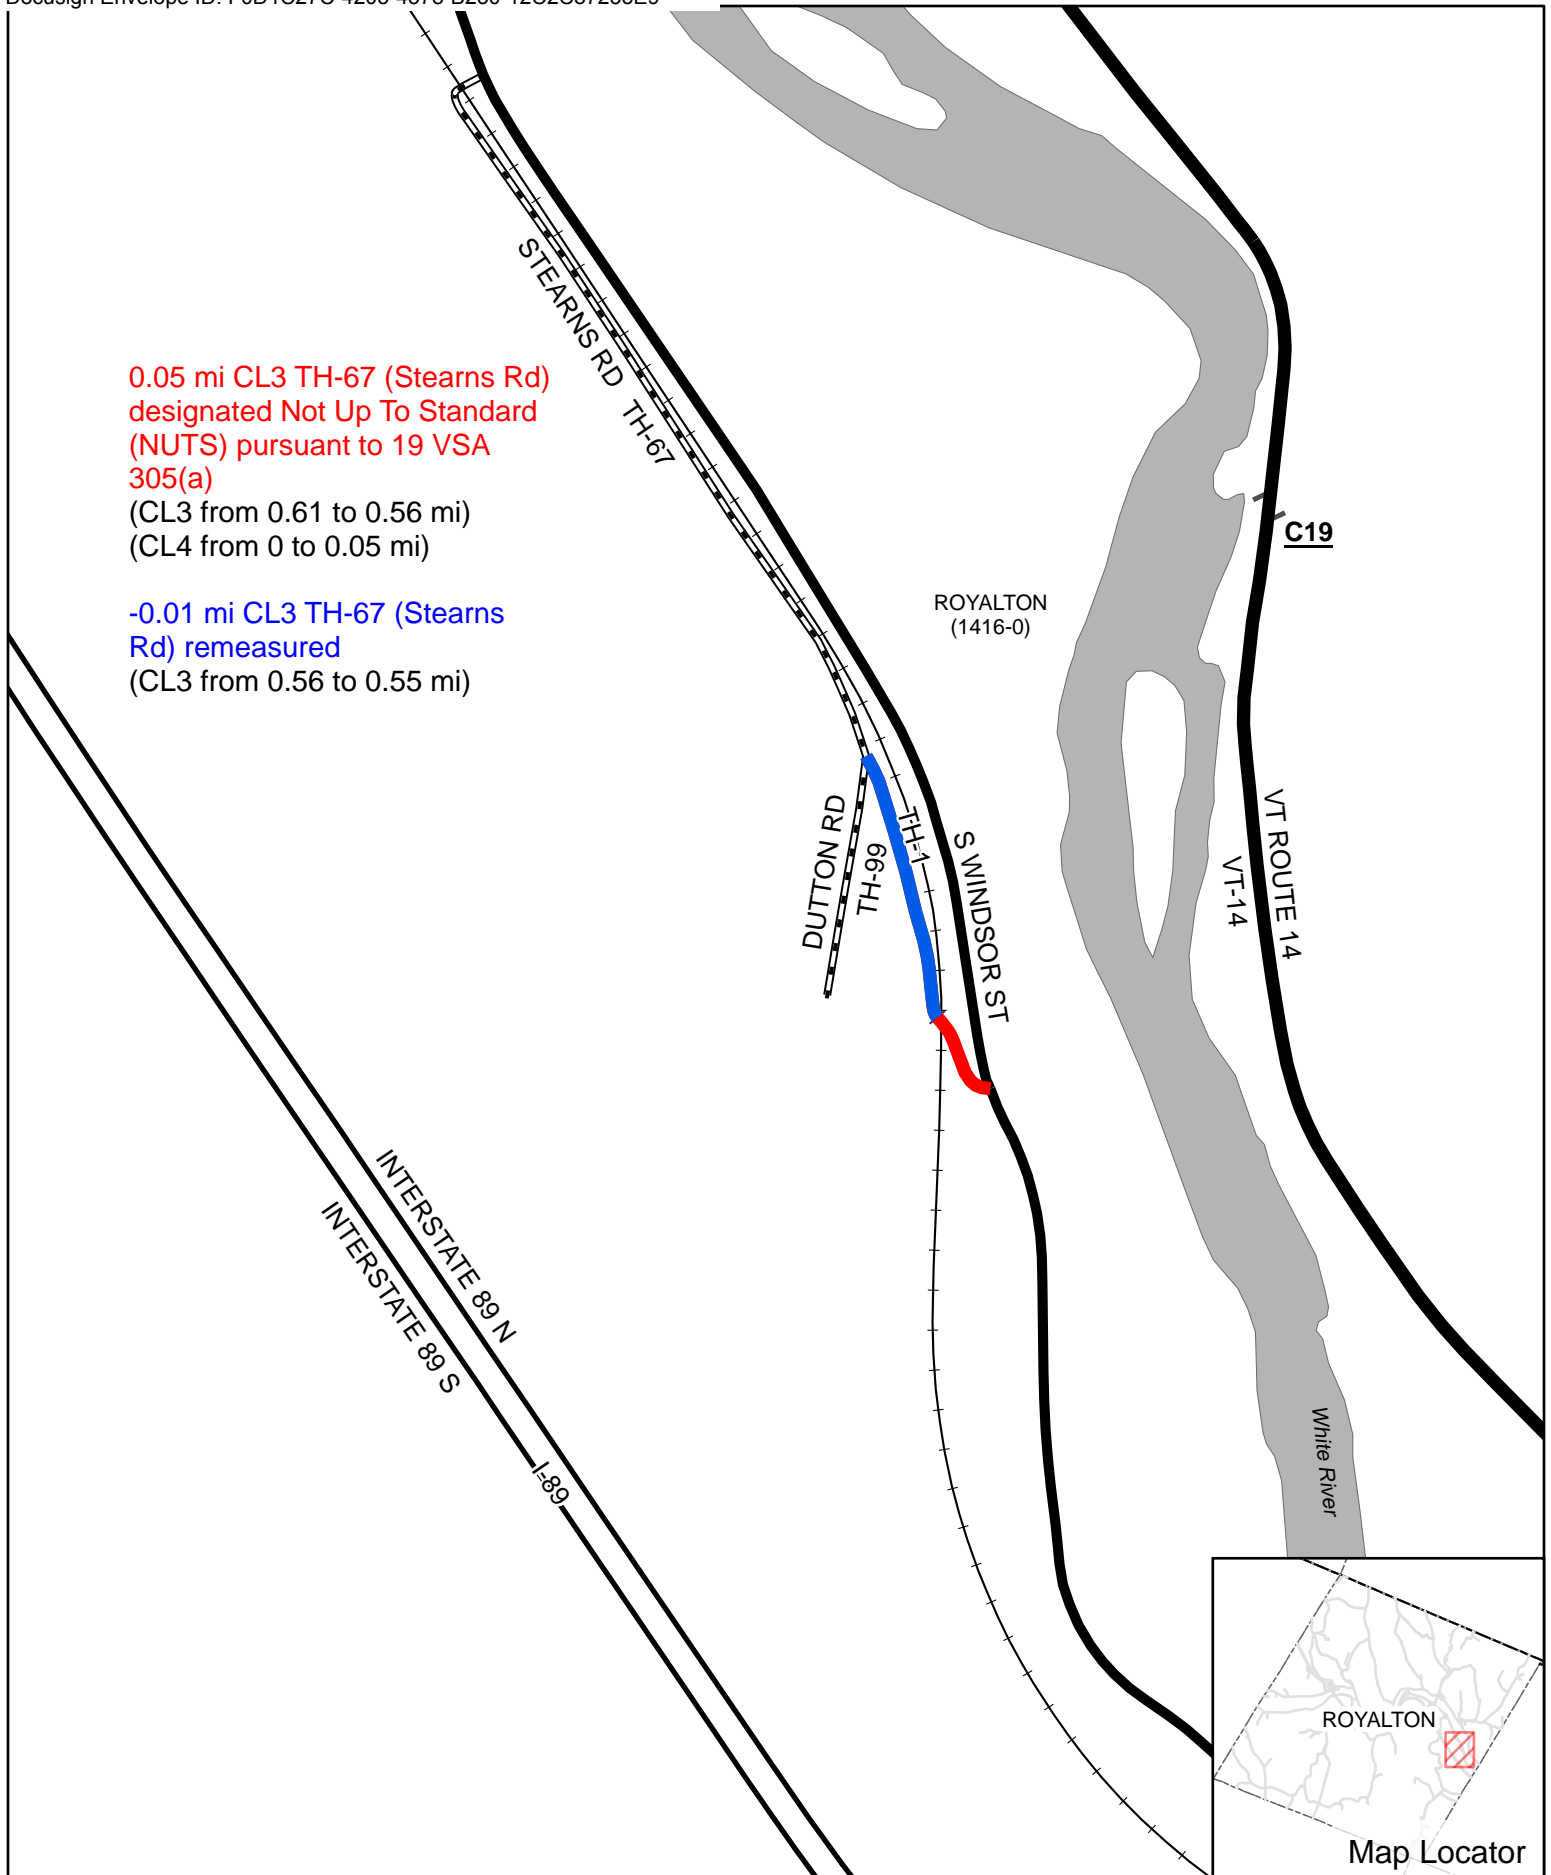 STEARNS RD TH-67
0.05 mi CL3 TH-67 (Stearns Rd)
designated Not Up To Standard
(NUTS) pursuant to 19 VSA
305(a)
(CL3 from 0.61 to 0.56 mi)
(CL4 from 0 to 0.05 mi)
-0.01 mi CL3 TH-67 (Stearns
Rd) remeasured
(CL3 from 0.56 to 0.55 mi)
C19
ROYALTON
(1416-0)
DUTTON RD
TH-99
TH-1
S WINDSOR ST
VT-14
VT ROUTE 14
INTERSTATE 89 N
INTERSTATE 89 S
I-89
White River
ROYALTON
Map Locator